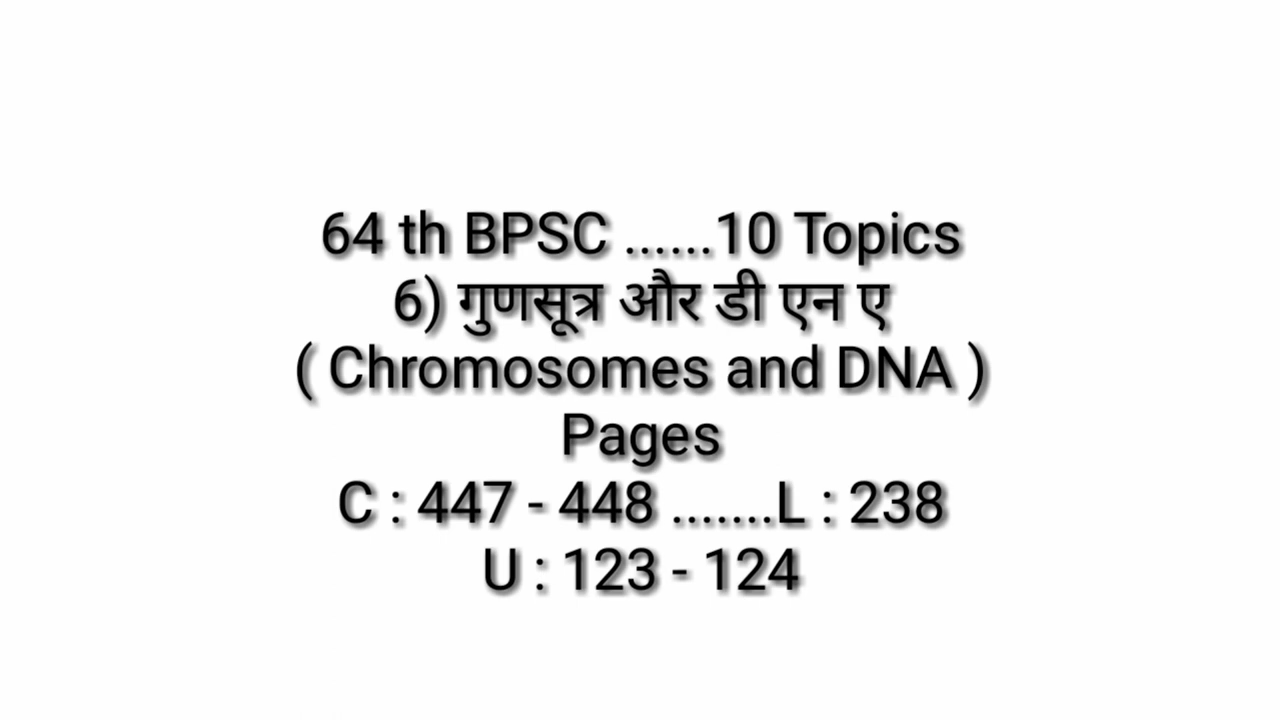 64 th BPSC ......10 Topics
6) गुणसूत्र और डी एन ए
( Chromosomes and DNA )
Pages
C : 447 - 448 .......L : 238
U : 123 - 124